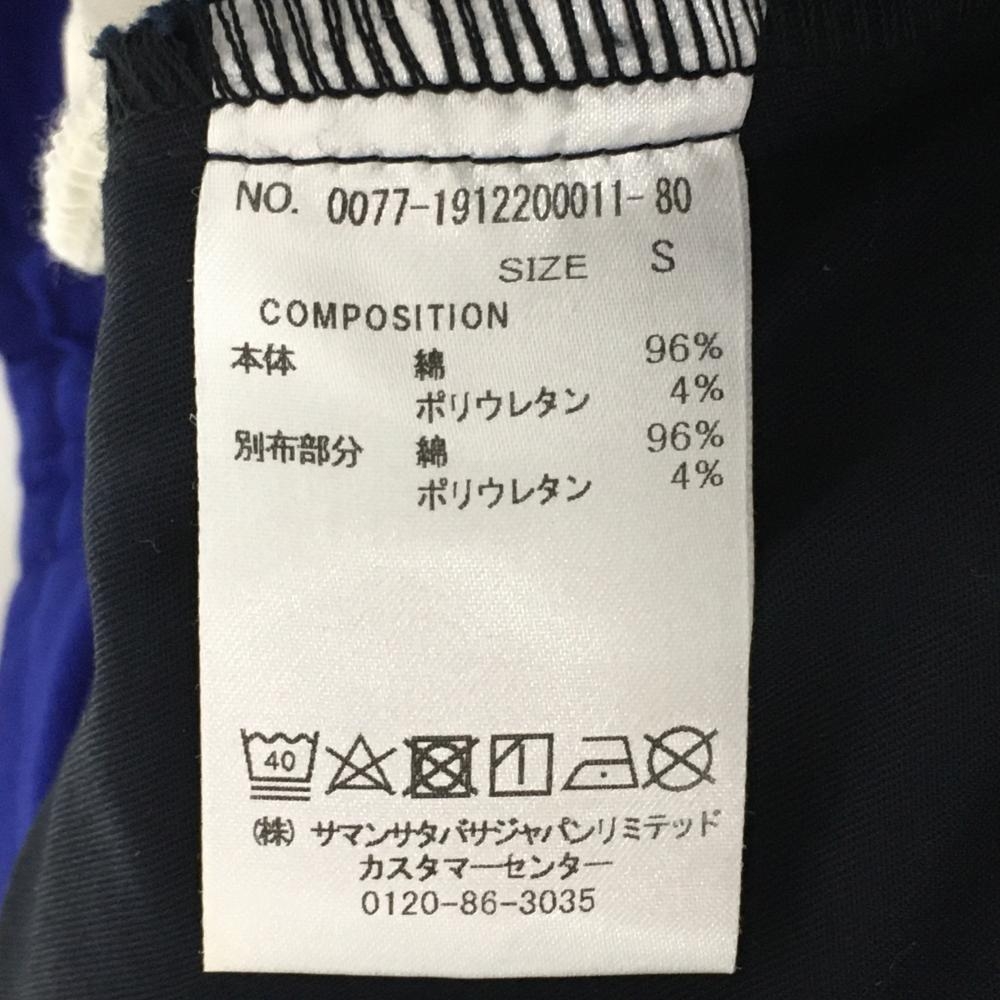 NO. 0077-1912200011-80
SIZE S
COMPOSITION
本体 綿 96%
ポリウレタン 4%
別布部分 綿 96%
ポリウレタン 4%
40
㈱ サマンサタバサジャパンリミテッド
カスタマーセンター
0120-86-3035